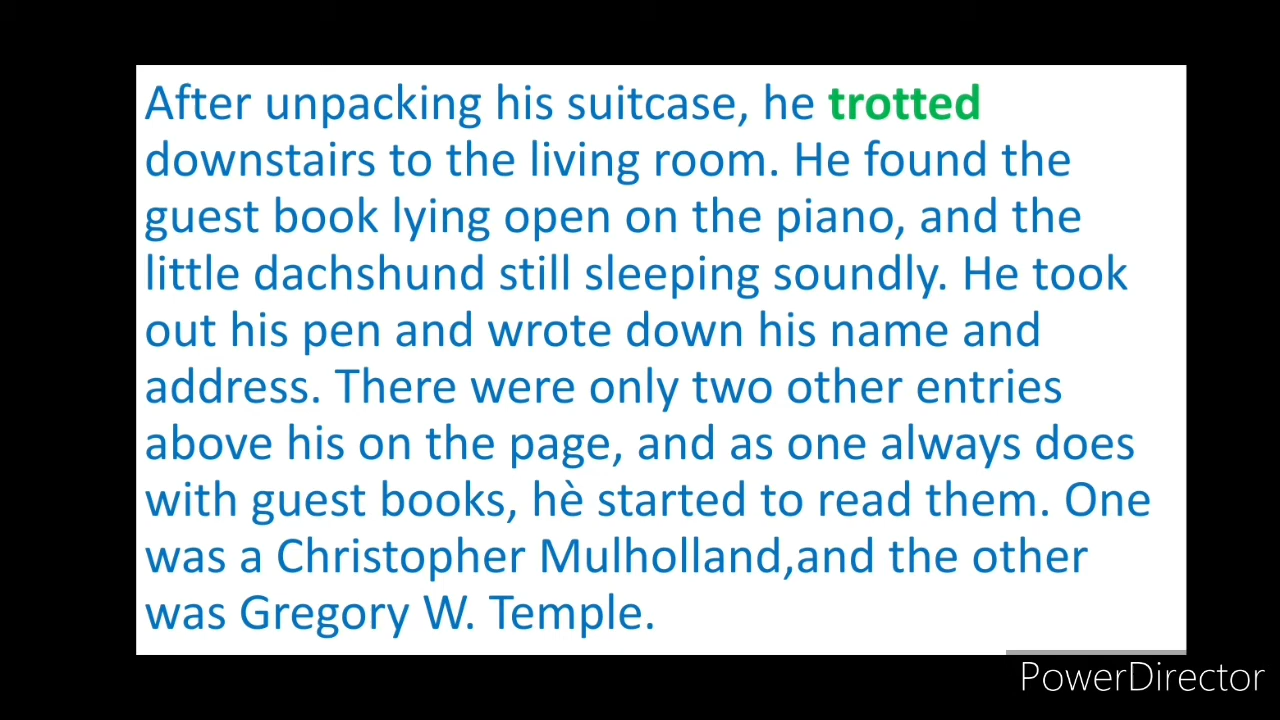 After unpacking his suitcase, he trotted
downstairs to the living room. He found the
guest book lying open on the piano, and the
little dachshund still sleeping soundly. He took
out his pen and wrote down his name and
address. There were only two other entries
above his on the page, and as one always does
with guest books, hè started to read them. One
was a Christopher Mulholland,and the other
was Gregory W. Temple.
PowerDirector